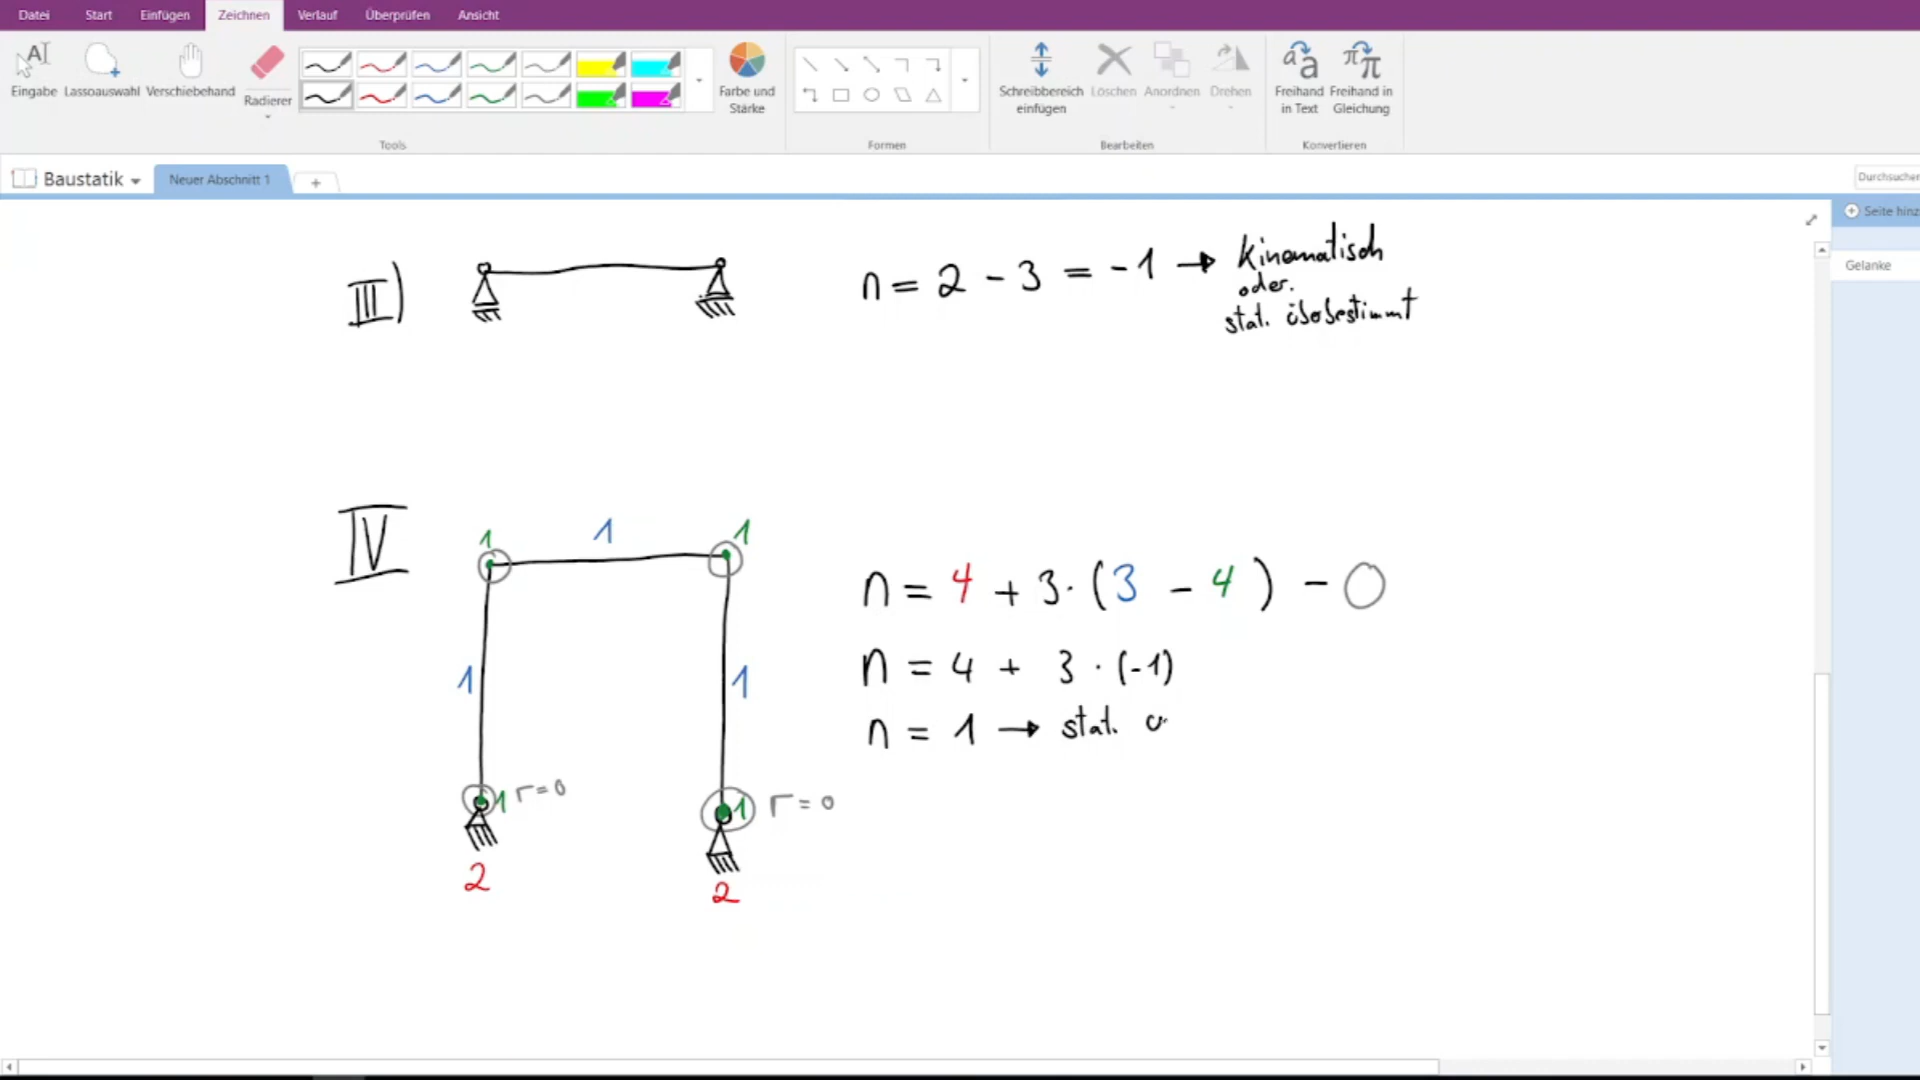 Datei Start Einfügen Zeichnen Verlauf Überprüfen Ansicht
Eingabe Lassoauswahl Verschiebehand Radierer Farbe und Stärke Schreibbereich einfügen Löschen Anordnen Drehen Freihand in Text Freihand in Gleichung
Tools Formen Bearbeiten Konvertieren
Baustatik Neuer Abschnitt 1 + Durchsuchen
Seite hinz
Gelanke
III) n = 2 - 3 = -1 → kinematisch
oder.
stat. überbestimmt
IV
1 1 1
n = 4 + 3·(3 - 4) - 0
1 1
n = 4 + 3·(-1)
n = 1 → stat.
1 r=0 1 r=0
2 2